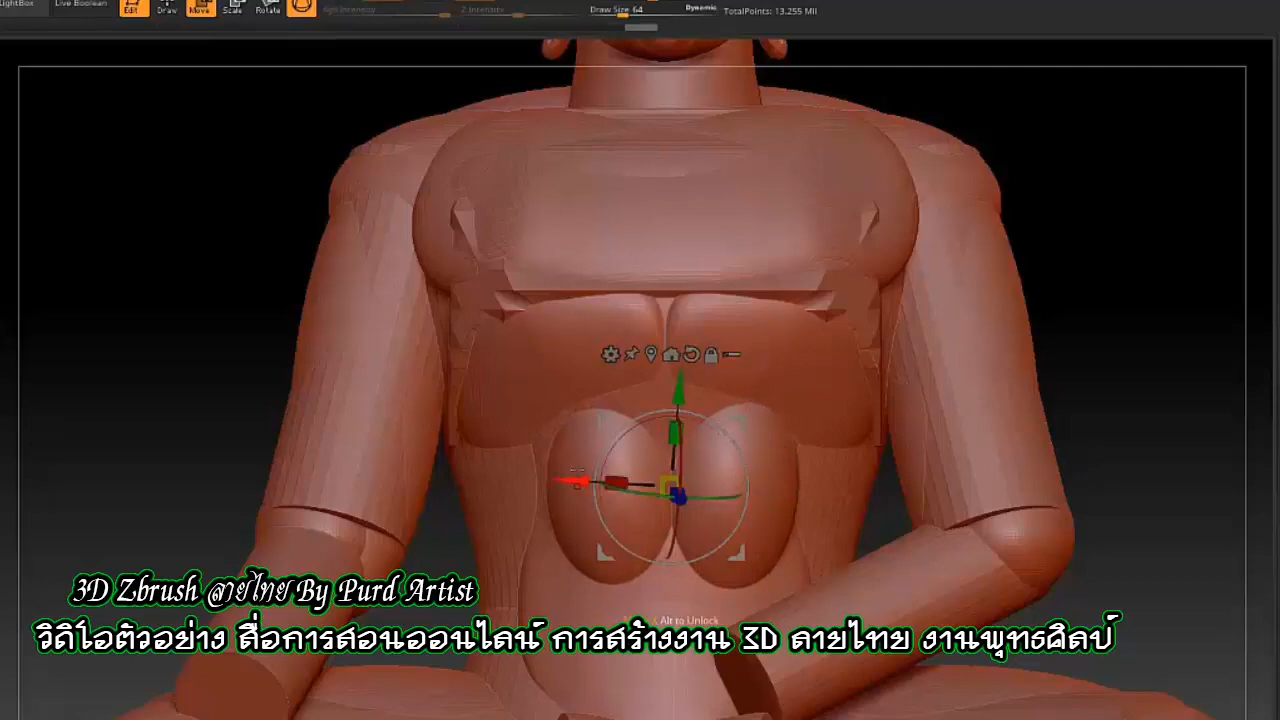 LightBox Live Boolean Edit Draw Move Scale Rotate Rgb Intensity Z Intensity Draw Size 64 Dynamic TotalPoints: 13.255 Mil
Alt to Unlock
3D Zbrush ลายไทย By Purd Artist
วิดิโอตัวอย่าง สื่อการสอนออนไลน์ การสร้างงาน 3D ลายไทย งานพุทธศิลป์